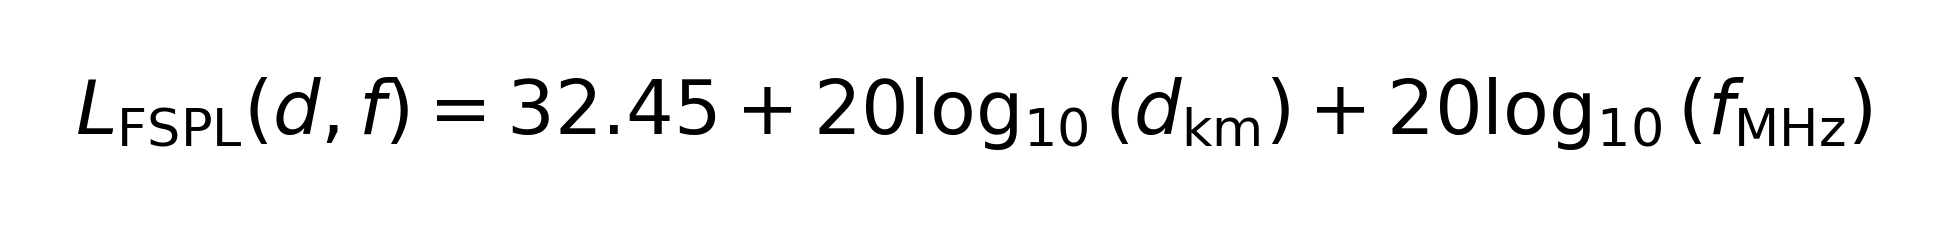 L_FSPL(d, f) = 32.45 + 20log_10 (d_km) + 20log_10 (f_MHz)